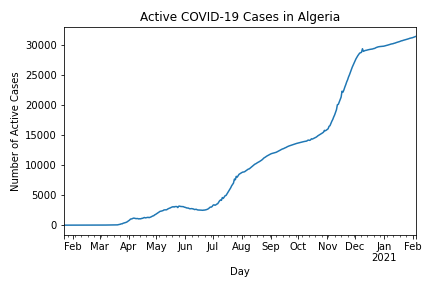 Active COVID-19 Cases in Algeria
Number of Active Cases
30000
25000
20000
15000
10000
5000
0
Feb Mar Apr May Jun Jul Aug Sep Oct Nov Dec Jan Feb
2021
Day